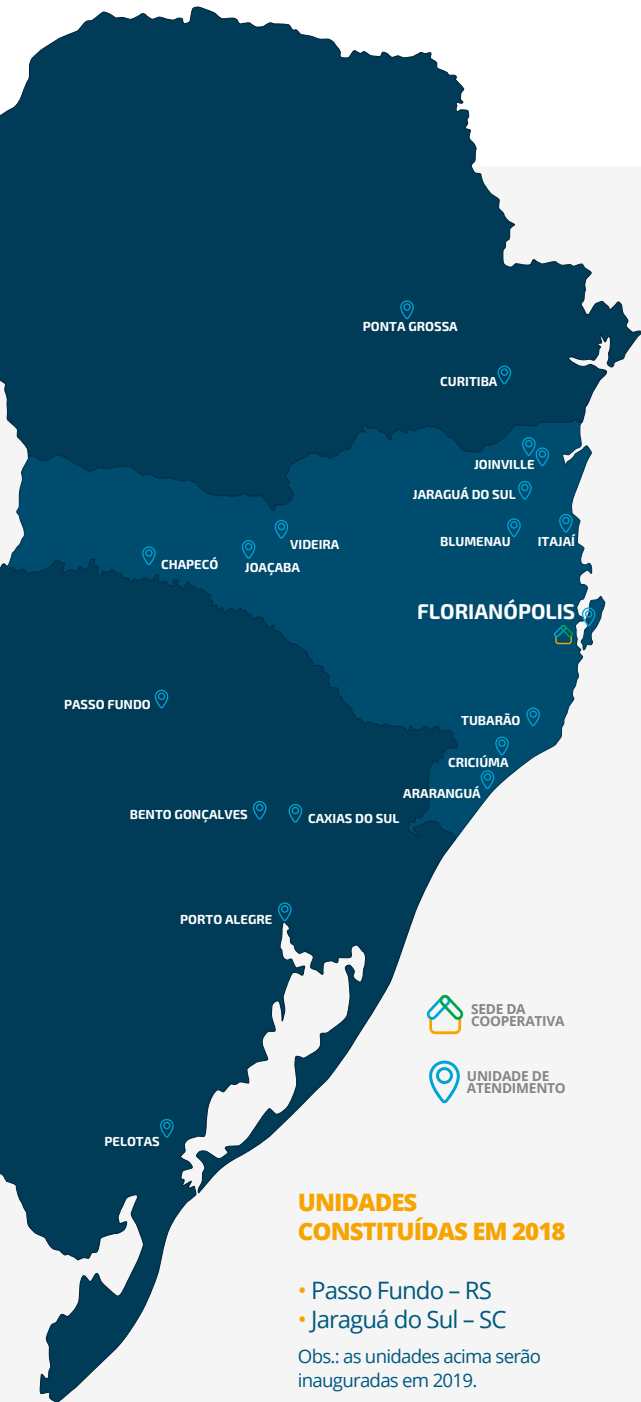 PONTA GROSSA
CURITIBA
JOINVILLE
JARAGUÁ DO SUL
BLUMENAU
ITAJAÍ
VIDEIRA
CHAPECÓ
JOAÇABA
FLORIANÓPOLIS
PASSO FUNDO
TUBARÃO
CRICIÚMA
ARARANGUÁ
BENTO GONÇALVES
CAXIAS DO SUL
PORTO ALEGRE
SEDE DA
COOPERATIVA
UNIDADE DE
ATENDIMENTO
PELOTAS
UNIDADES
CONSTITUÍDAS EM 2018
• Passo Fundo – RS
• Jaraguá do Sul – SC
Obs.: as unidades acima serão
inauguradas em 2019.